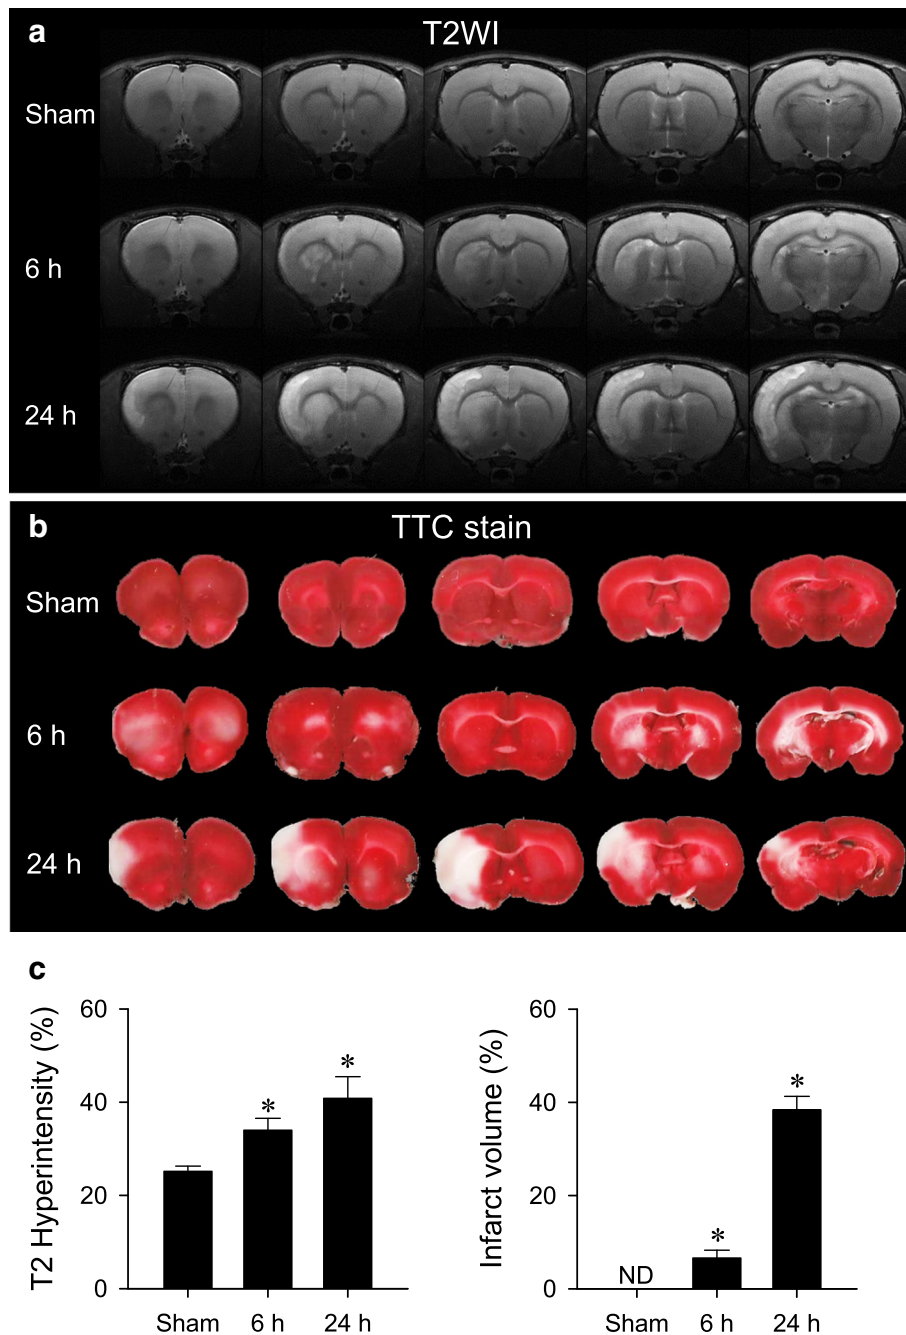 a
T2WI
Sham
6 h
24 h
b
TTC stain
Sham
6 h
24 h
c
T2 Hyperintensity (%)
60
40
20
0
*
*
Sham 6 h 24 h
Infarct volume (%)
60
40
20
0
ND
*
*
Sham 6 h 24 h